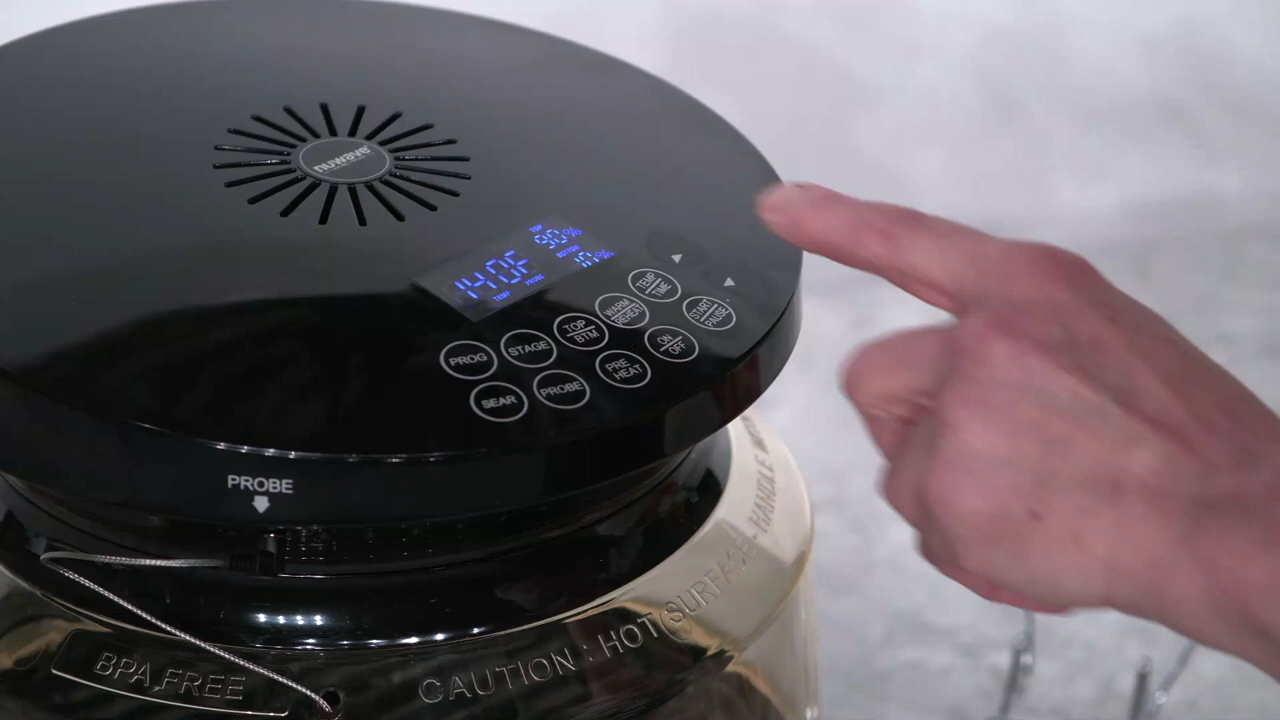 nuwave
TOP
90%
140F
BOTTOM
10%
TEMP
PROBE
TEMP
TIME
WARM
REHEAT
START
PAUSE
TOP
BTM
ON
OFF
STAGE
PROG
PRE
HEAT
PROBE
SEAR
PROBE
BPA FREE
CAUTION : HOT SURFACE - HANDLE